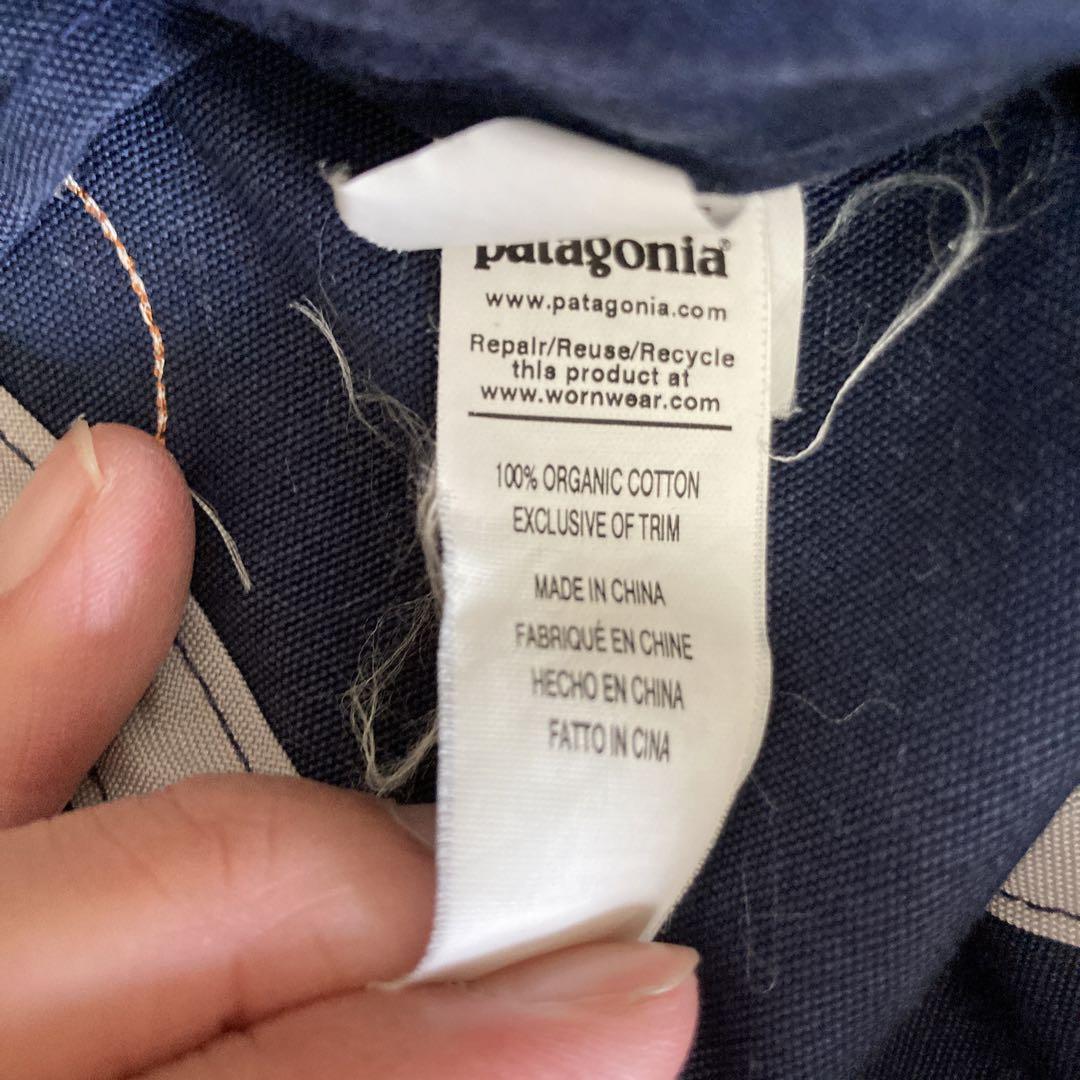 patagonia®
www.patagonia.com
Repair/Reuse/Recycle
this product at
www.wornwear.com
100% ORGANIC COTTON
EXCLUSIVE OF TRIM
MADE IN CHINA
FABRIQUÉ EN CHINE
HECHO EN CHINA
FATTO IN CINA